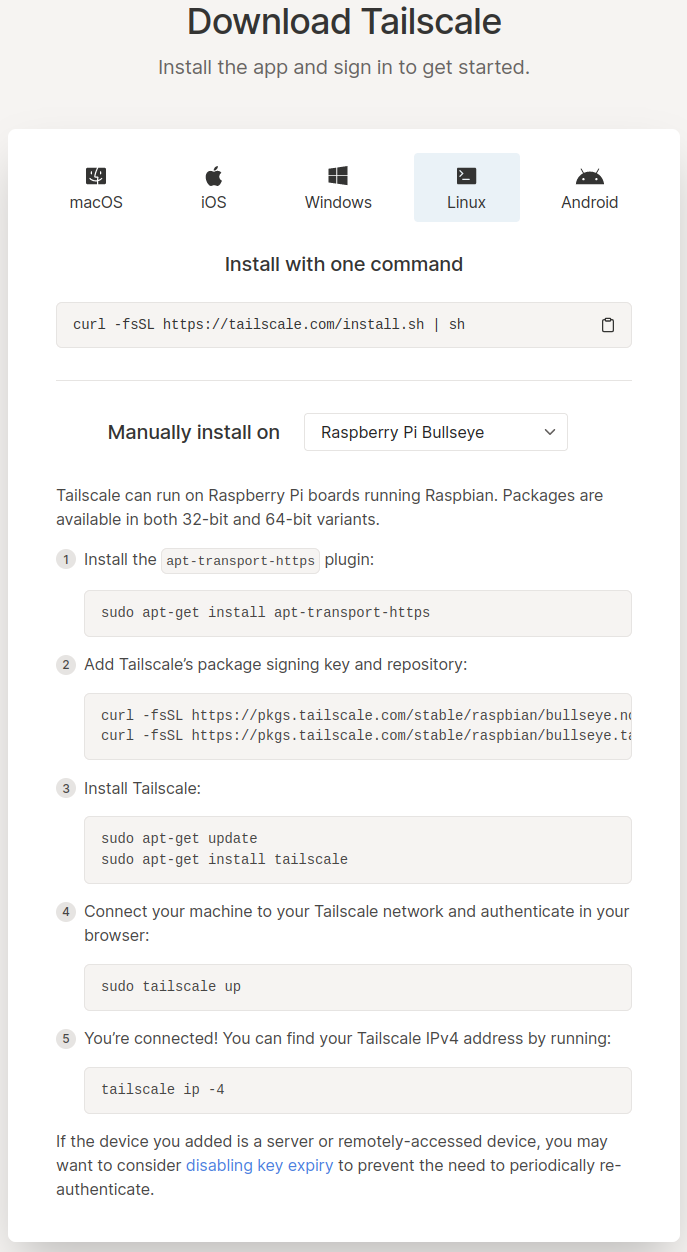 Download Tailscale
Install the app and sign in to get started.
macOS
iOS
Windows
Linux
Android
Install with one command
curl -fsSL https://tailscale.com/install.sh | sh
Manually install on
Raspberry Pi Bullseye
Tailscale can run on Raspberry Pi boards running Raspbian. Packages are
available in both 32-bit and 64-bit variants.
1 Install the apt-transport-https plugin:
sudo apt-get install apt-transport-https
2 Add Tailscale’s package signing key and repository:
curl -fsSL https://pkgs.tailscale.com/stable/raspbian/bullseye.no
curl -fsSL https://pkgs.tailscale.com/stable/raspbian/bullseye.ta
3 Install Tailscale:
sudo apt-get update
sudo apt-get install tailscale
4 Connect your machine to your Tailscale network and authenticate in your
browser:
sudo tailscale up
5 You’re connected! You can find your Tailscale IPv4 address by running:
tailscale ip -4
If the device you added is a server or remotely-accessed device, you may
want to consider disabling key expiry to prevent the need to periodically re-
authenticate.